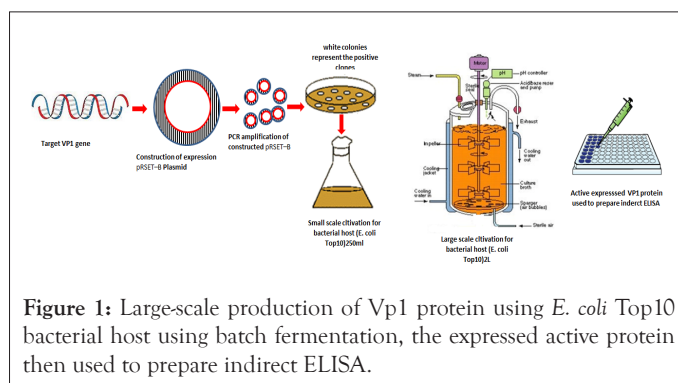 white colonies
represent the positive
clones
Target VP1 gene
Construction of expression
pRSET-B Plasmid
PCR amplification of
constructed pRSET-B
Small scale cltivation for
bacterial host (E. coli
Top10)250ml
Motor
pH
pH controller
Steam
Sterile
Acid/base
and pump
Exhaust
Impeller
Cooling
water
out
Cooling
jacket
Culture
broth
Cooling
water in
Sparger
(air bubbles)
Sterile air
Large scale cltivation for
bacterial host (E. coli
Top10)2L
Active expresssed VP1 protein
used to prepare inderct ELISA
Figure 1: Large-scale production of Vp1 protein using E. coli Top10
bacterial host using batch fermentation, the expressed active protein
then used to prepare indirect ELISA.